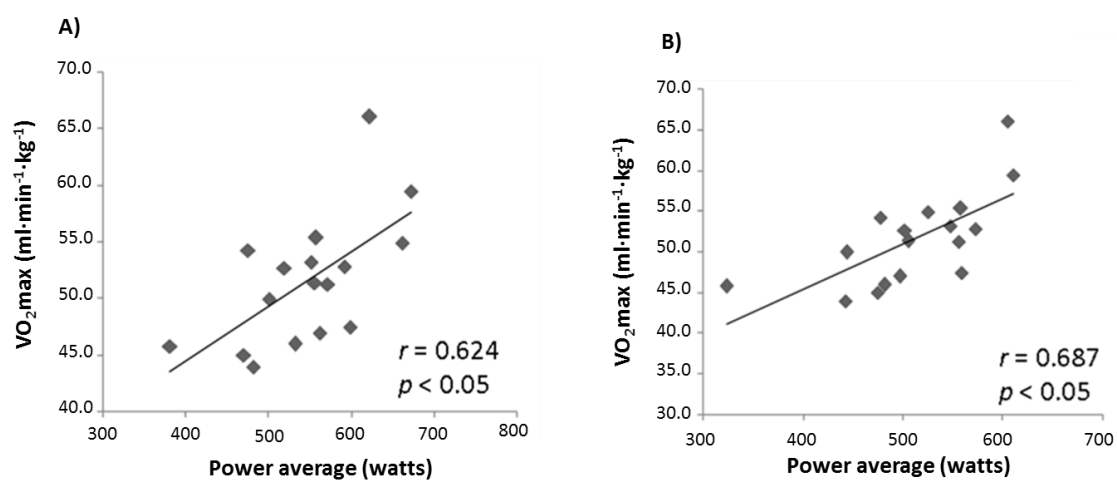 A)
70.0
65.0
60.0
55.0
50.0
45.0
40.0
VO₂max (ml·min⁻¹·kg⁻¹)
r = 0.624
p < 0.05
300 400 500 600 700 800
Power average (watts)
B)
70.0
65.0
60.0
55.0
50.0
45.0
40.0
35.0
30.0
VO₂max (ml·min⁻¹·kg⁻¹)
r = 0.687
p < 0.05
300 400 500 600 700
Power average (watts)